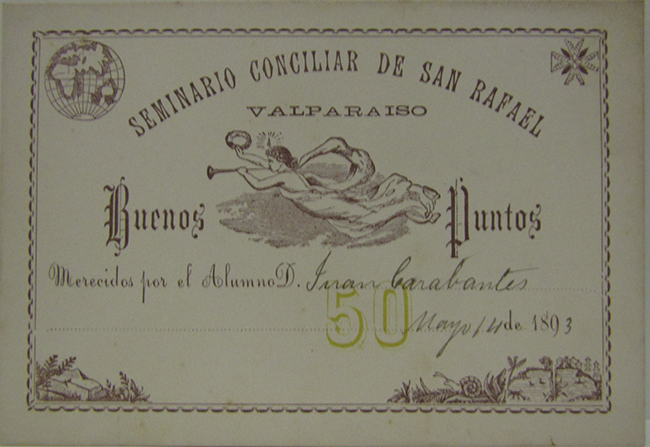 SEMINARIO CONCILIAR DE SAN RAFAEL
VALPARAISO
Buenos Puntos
Merecidos por el Alumno D. Juan Carabantes
50
Mayo 14 de 1893